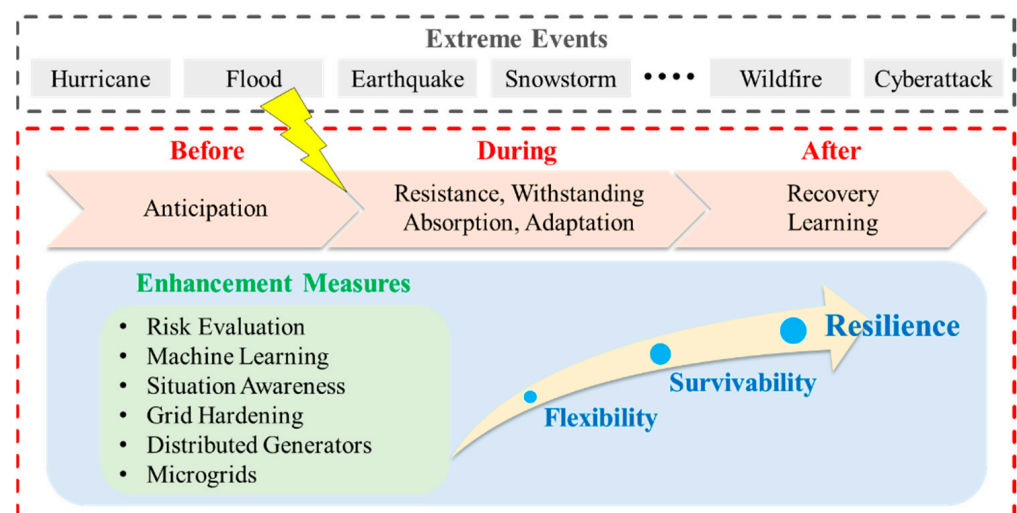 Extreme Events
Hurricane
Flood
Earthquake
Snowstorm
••••
Wildfire
Cyberattack
Before
During
After
Anticipation
Resistance, Withstanding
Absorption, Adaptation
Recovery
Learning
Enhancement Measures
• Risk Evaluation
• Machine Learning
• Situation Awareness
• Grid Hardening
• Distributed Generators
• Microgrids
Flexibility
Survivability
Resilience